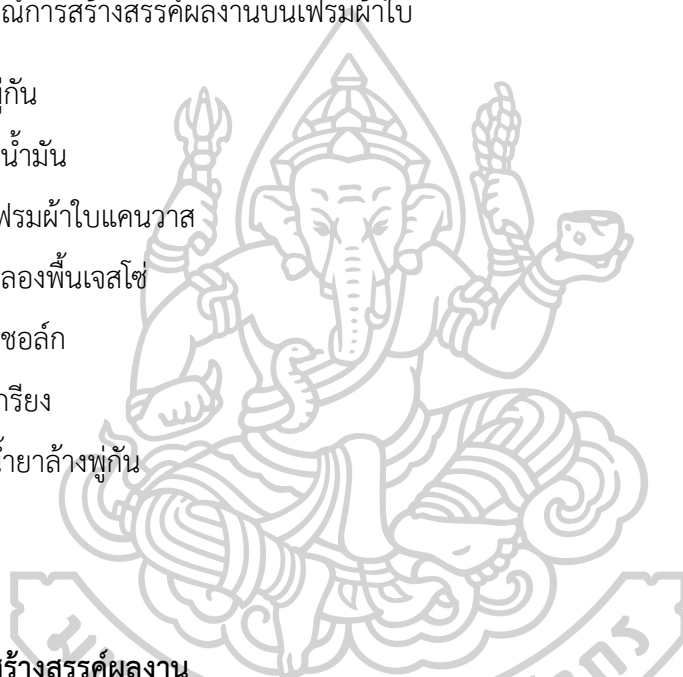 ณ์การสร้างสรรค์ผลงานบนเฟรมผ้าใบ
ู่กัน
น้ำมัน
ฟรมผ้าใบแคนวาส
ลองพื้นเจสโซ่
ชอล์ก
กรียง
น้ำยาล้างพู่กัน
สร้างสรรค์ผลงาน